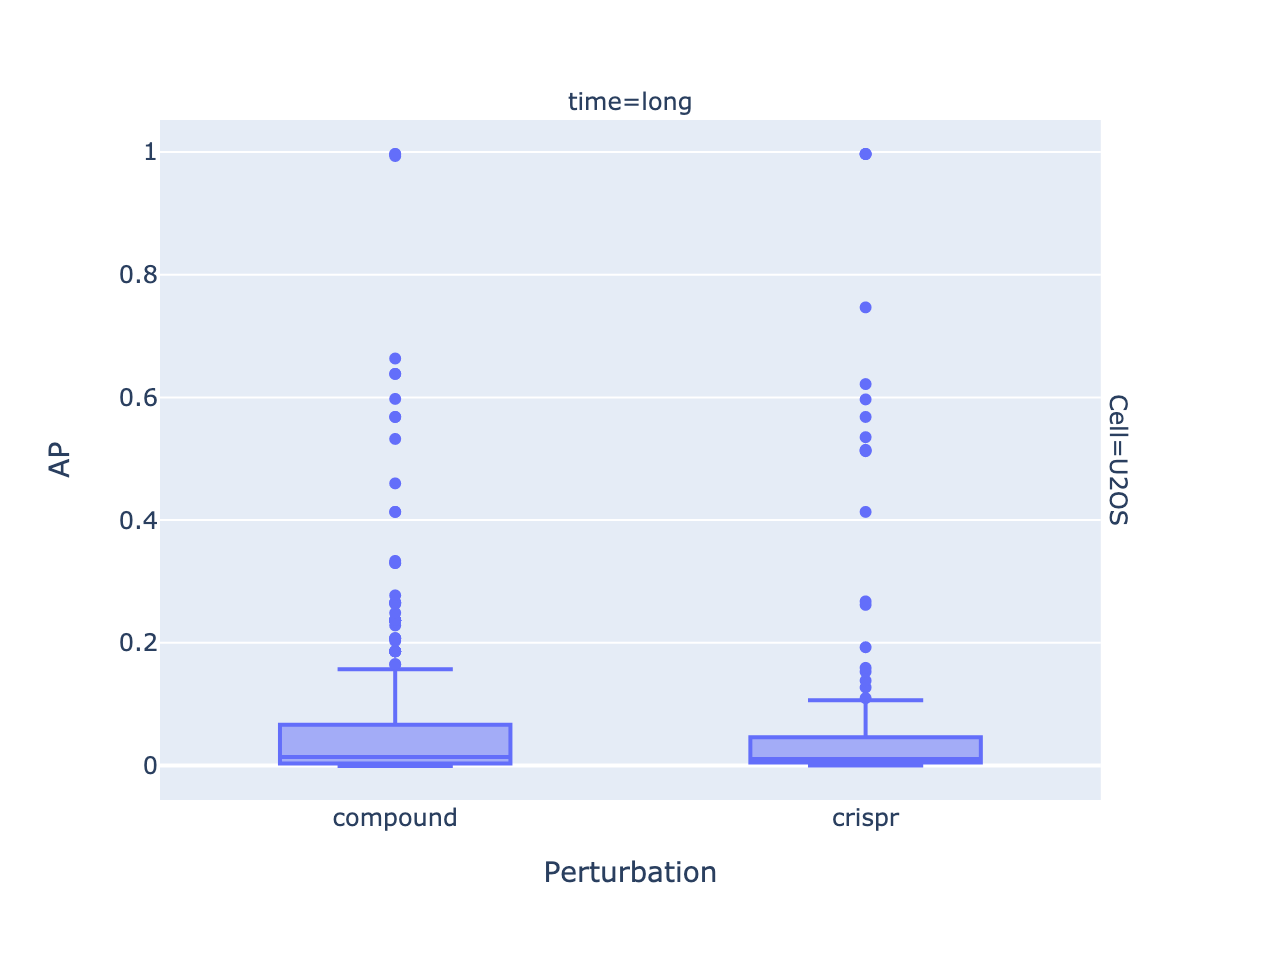 time=long
1
0.8
0.6
0.4
0.2
0
AP
Cell=U2OS
compound
crispr
Perturbation